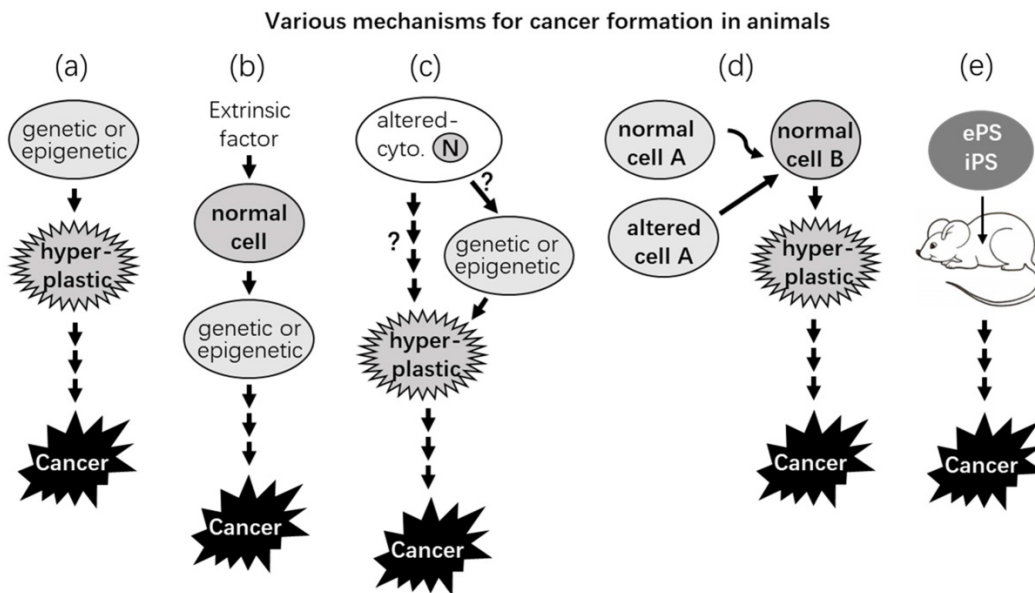 Various mechanisms for cancer formation in animals
(a)
genetic or
epigenetic
hyper-
plastic
Cancer
(b)
Extrinsic
factor
normal
cell
genetic or
epigenetic
Cancer
(c)
altered-
cyto. N
?
?
genetic or
epigenetic
hyper-
plastic
Cancer
(d)
normal
cell A
normal
cell B
altered
cell A
hyper-
plastic
Cancer
(e)
ePS
iPS
Cancer